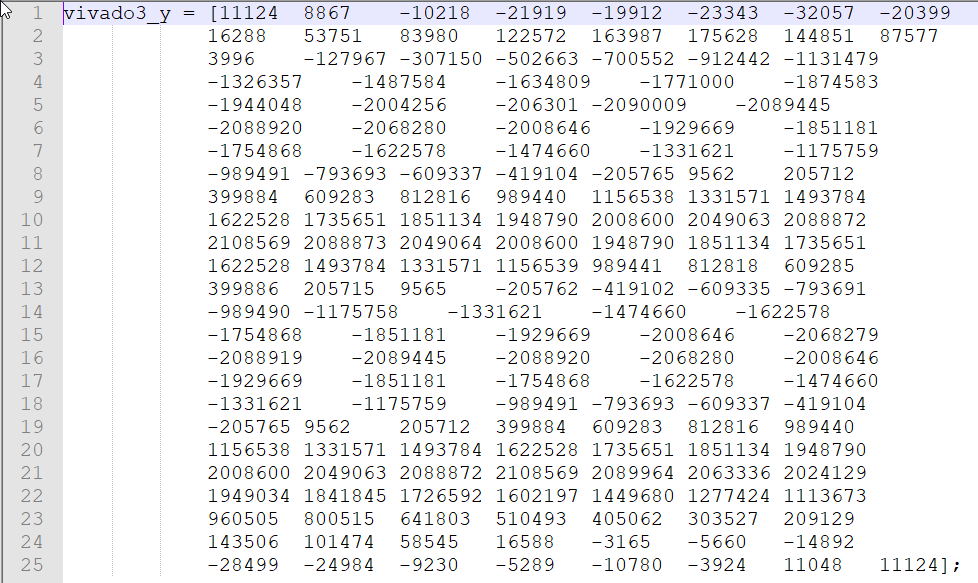 1 vivado3_y = [11124 8867 -10218 -21919 -19912 -23343 -32057 -20399
2 16288 53751 83980 122572 163987 175628 144851 87577
3 3996 -127967 -307150 -502663 -700552 -912442 -1131479
4 -1326357 -1487584 -1634809 -1771000 -1874583
5 -1944048 -2004256 -206301 -2090009 -2089445
6 -2088920 -2068280 -2008646 -1929669 -1851181
7 -1754868 -1622578 -1474660 -1331621 -1175759
8 -989491 -793693 -609337 -419104 -205765 9562 205712
9 399884 609283 812816 989440 1156538 1331571 1493784
10 1622528 1735651 1851134 1948790 2008600 2049063 2088872
11 2108569 2088873 2049064 2008600 1948790 1851134 1735651
12 1622528 1493784 1331571 1156539 989441 812818 609285
13 399886 205715 9565 -205762 -419102 -609335 -793691
14 -989490 -1175758 -1331621 -1474660 -1622578
15 -1754868 -1851181 -1929669 -2008646 -2068279
16 -2088919 -2089445 -2088920 -2068280 -2008646
17 -1929669 -1851181 -1754868 -1622578 -1474660
18 -1331621 -1175759 -989491 -793693 -609337 -419104
19 -205765 9562 205712 399884 609283 812816 989440
20 1156538 1331571 1493784 1622528 1735651 1851134 1948790
21 2008600 2049063 2088872 2108569 2089964 2063336 2024129
22 1949034 1841845 1726592 1602197 1449680 1277424 1113673
23 960505 800515 641803 510493 405062 303527 209129
24 143506 101474 58545 16588 -3165 -5660 -14892
25 -28499 -24984 -9230 -5289 -10780 -3924 11048 11124];